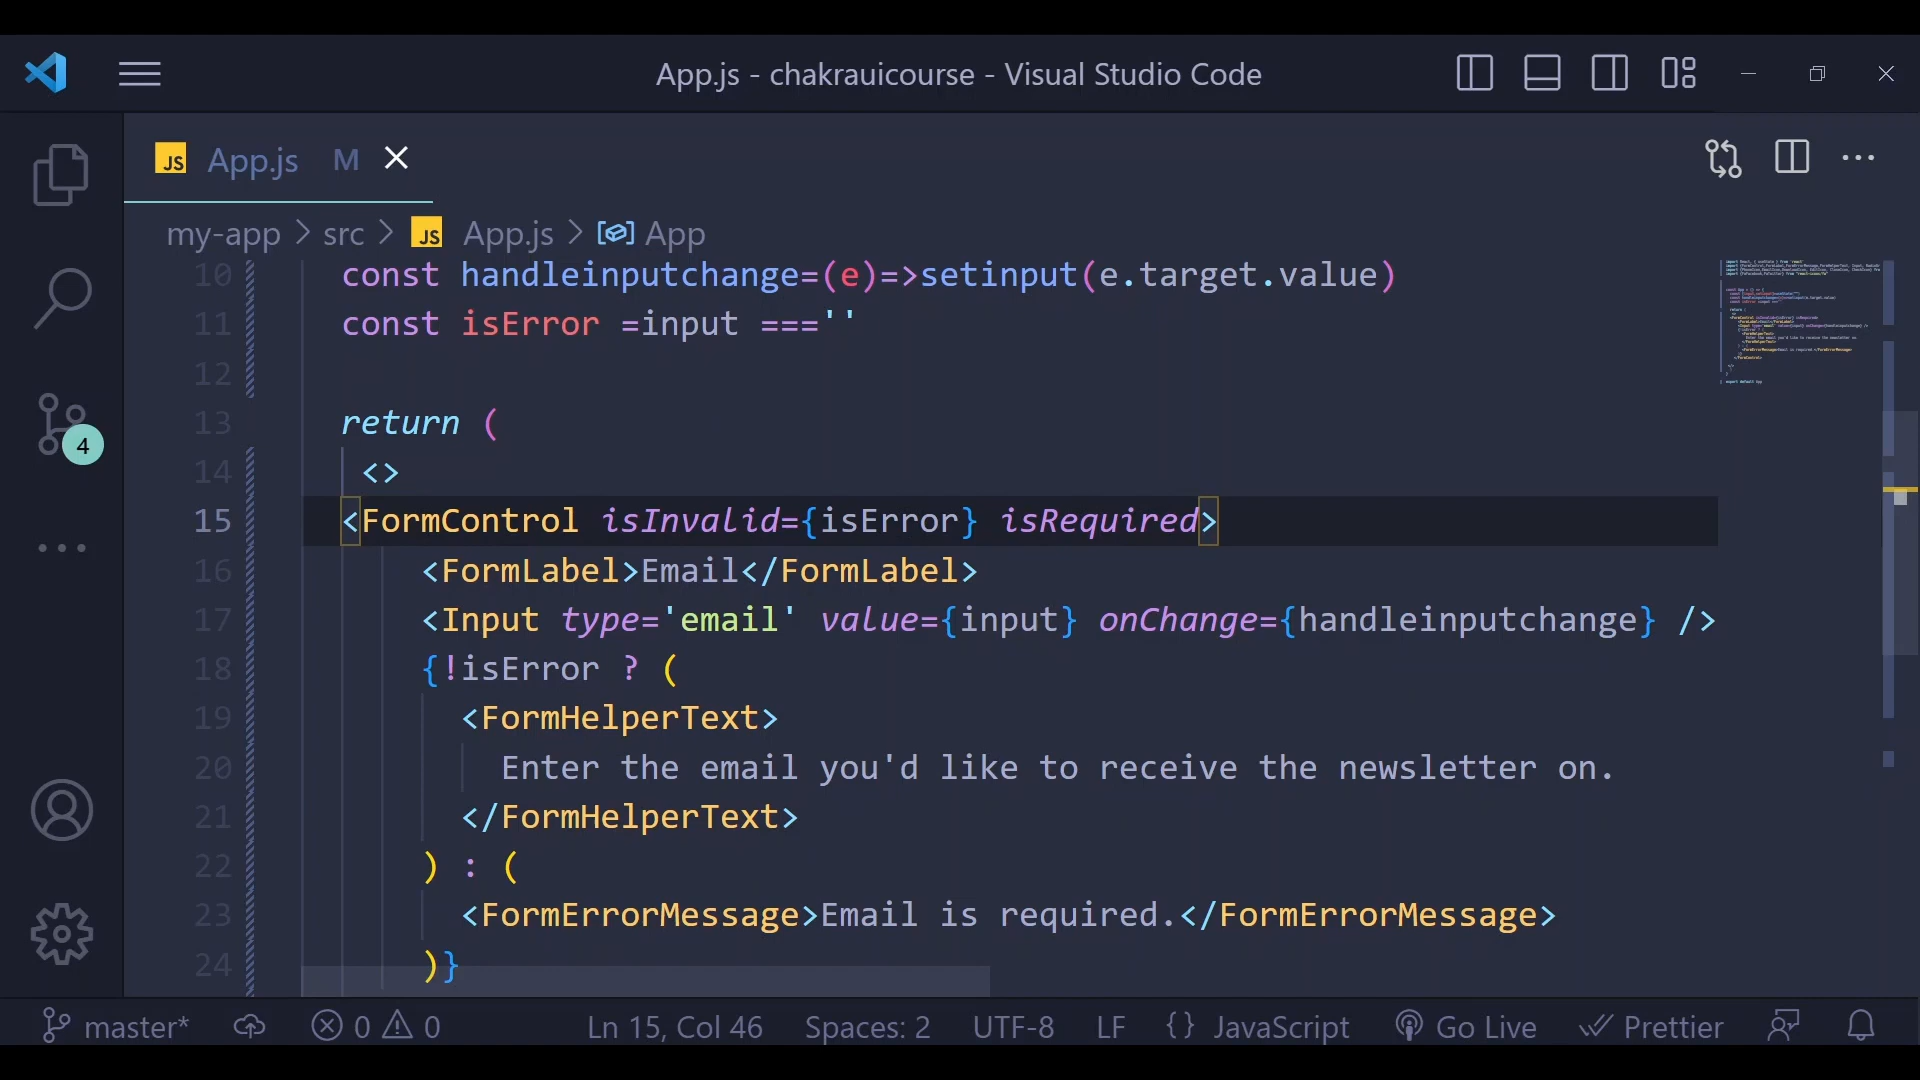 App.js - chakrauicourse - Visual Studio Code
JS App.js M
my-app > src > JS App.js > App
10 const handleinputchange=(e)=>setinput(e.target.value)
11 const isError =input ===''
12
13 return (
14 <>
15 <FormControl isInvalid={isError} isRequired>
16 <FormLabel>Email</FormLabel>
17 <Input type='email' value={input} onChange={handleinputchange} />
18 {!isError ? (
19 <FormHelperText>
20 Enter the email you'd like to receive the newsletter on.
21 </FormHelperText>
22 ) : (
23 <FormErrorMessage>Email is required.</FormErrorMessage>
24 )}
4
master* 0 0 Ln 15, Col 46 Spaces: 2 UTF-8 LF {} JavaScript Go Live Prettier